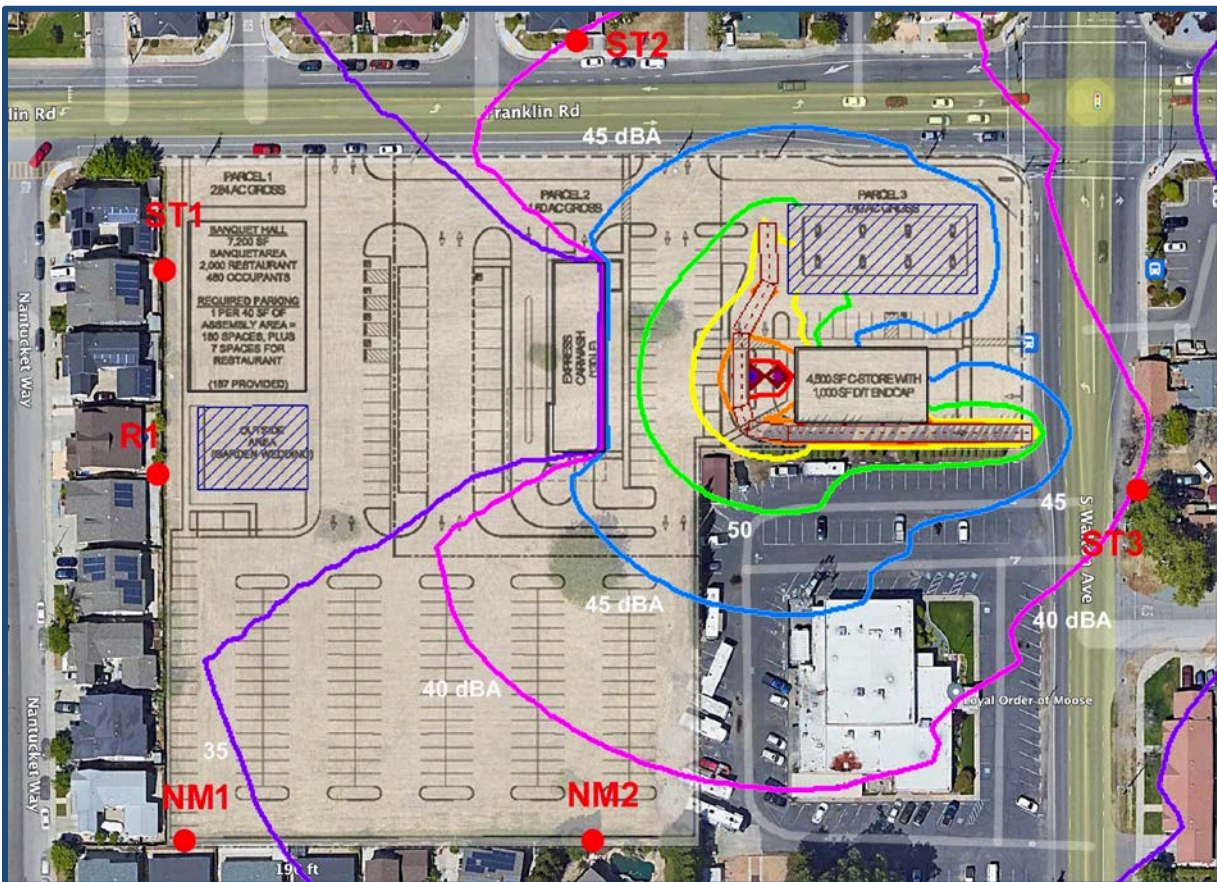 ST2
lin Rd
Franklin Rd
45 dBA
PARCEL 1
2.84 AC GROSS
PARCEL 2
PARCEL 3
ST1
BANQUET HALL
7,200 SF
BANQUET AREA
2,000 RESTAURANT
480 OCCUPANTS
REQUIRED PARKING
1 PER 40 SF OF
ASSEMBLY AREA =
180 SPACES, PLUS
7 SPACES FOR
RESTAURANT
(187 PROVIDED)
Nantucket Way
EXPRESS
CARWASH
(130 LF)
4,500 SF C-STORE WITH
1,000 SF D/T ENDCAP
R1
OUTSIDE
AREA
(GARDEN WEDDING)
45
50
ST3
Ave
45 dBA
40 dBA
40 dBA
Loyal Order of Moose
35
Nantucket Way
NM1
NM2